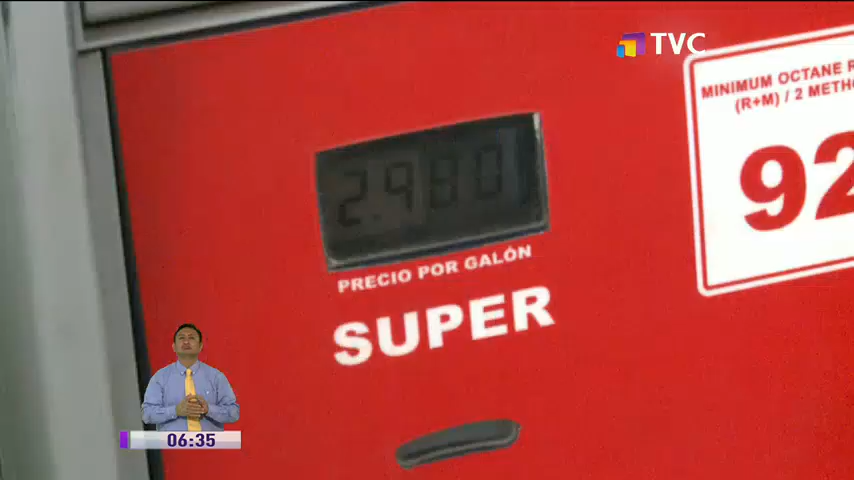 TVC
MINIMUM OCTANE
(R+M) / 2 METHO
92
2.980
PRECIO POR GALÓN
SUPER
06:35